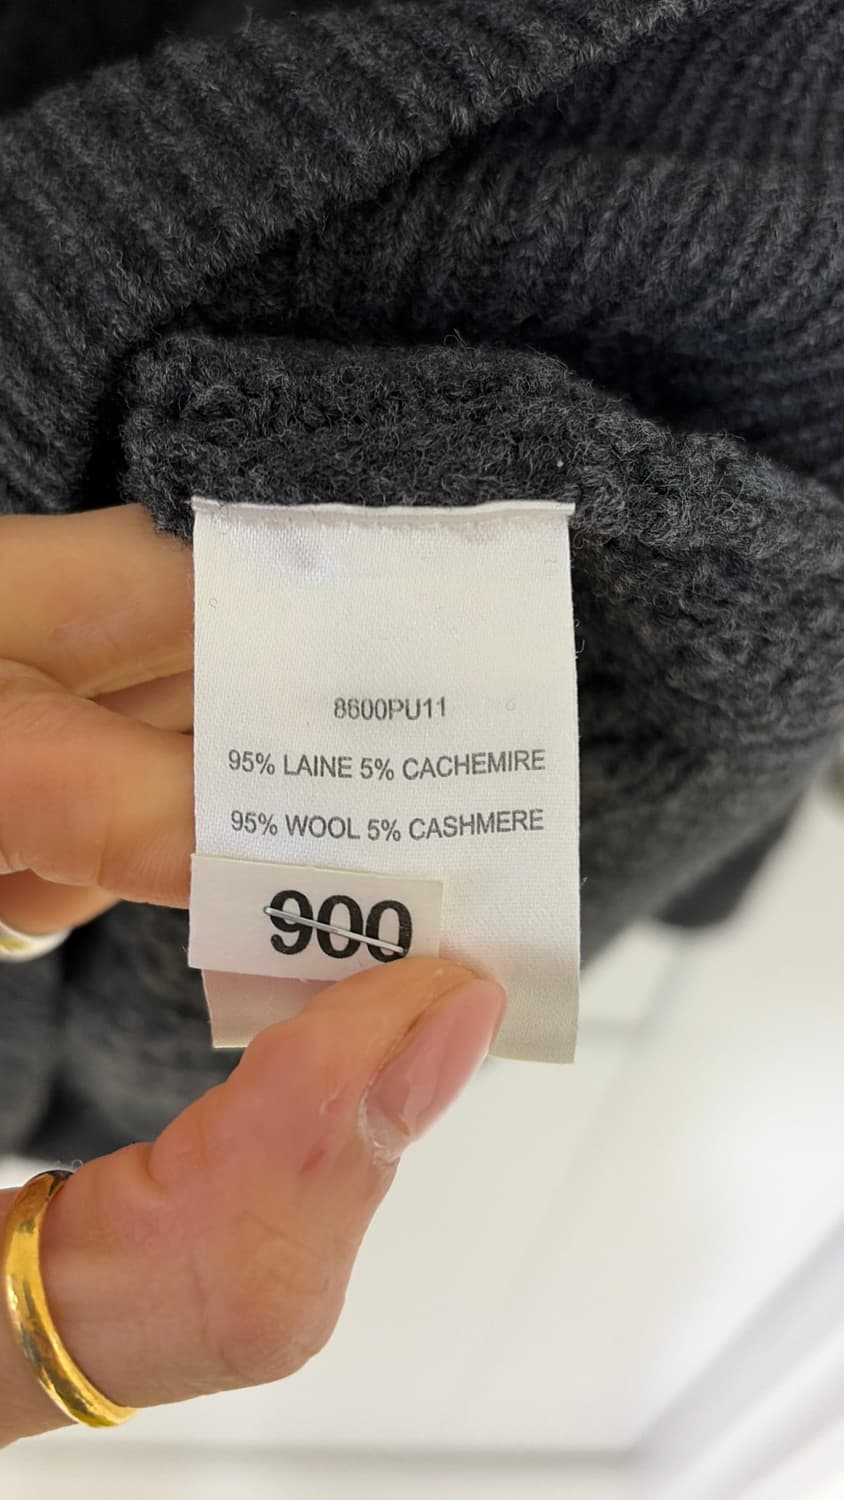 8600PU11
95% LAINE 5% CACHEMIRE
95% WOOL 5% CASHMERE
900